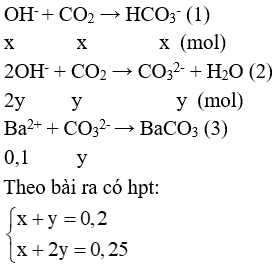 OH⁻ + CO₂ → HCO₃⁻ (1)
x x x (mol)
2OH⁻ + CO₂ → CO₃²⁻ + H₂O (2)
2y y y (mol)
Ba²⁺ + CO₃²⁻ → BaCO₃ (3)
0,1 y
Theo bài ra có hpt:
{x + y = 0,2
x + 2y = 0,25